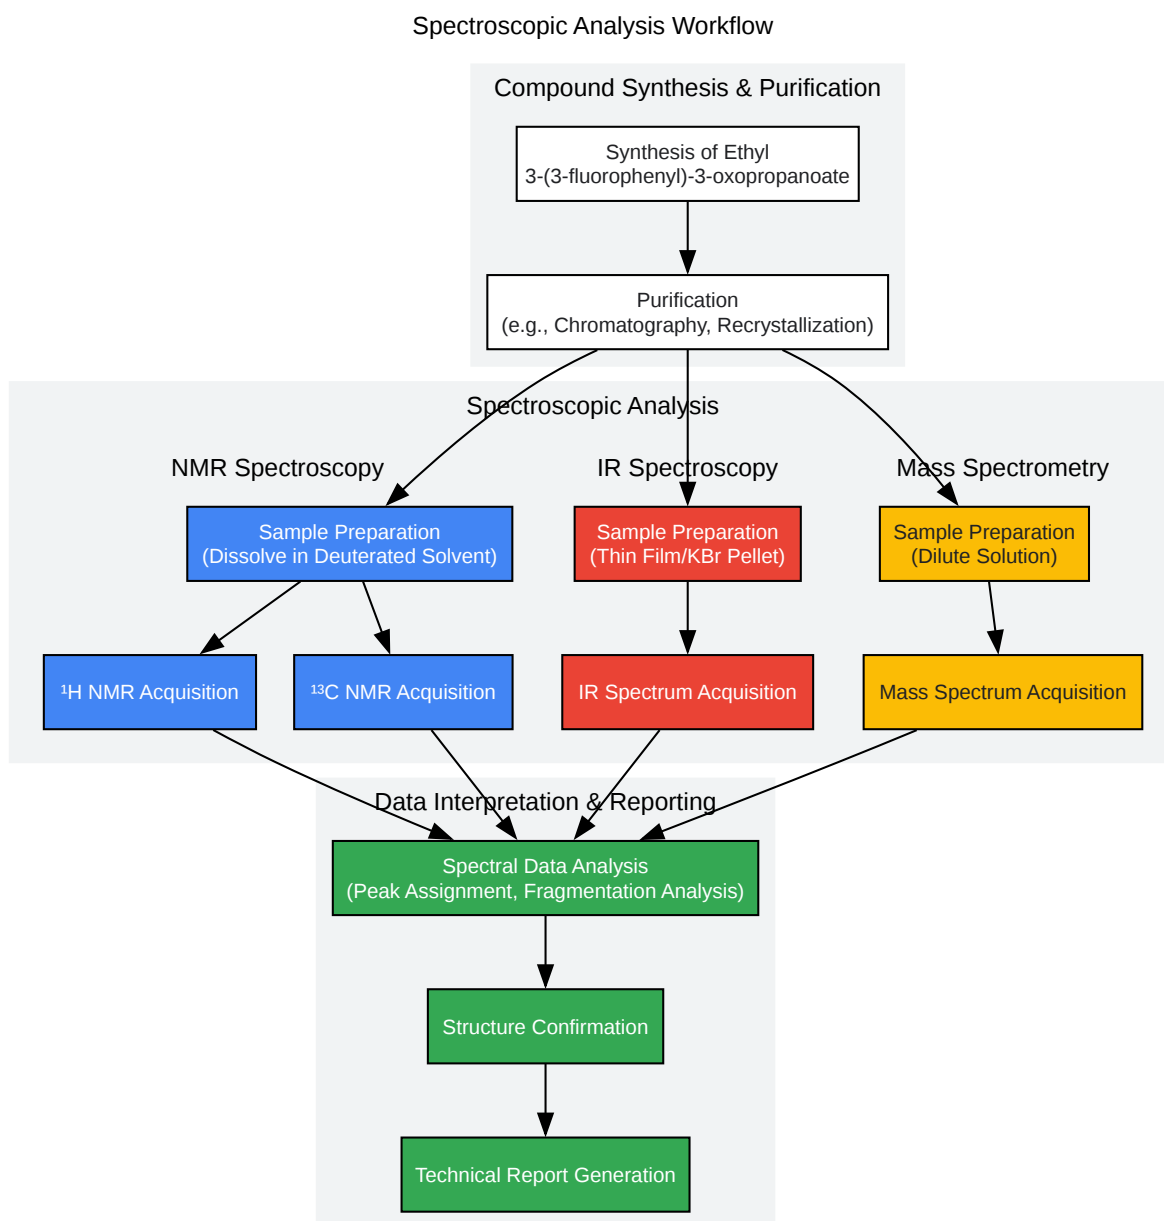 Spectroscopic Analysis Workflow
Compound Synthesis & Purification
Synthesis of Ethyl
3-(3-fluorophenyl)-3-oxopropanoate
Purification
(e.g., Chromatography, Recrystallization)
Spectroscopic Analysis
NMR Spectroscopy
IR Spectroscopy
Mass Spectrometry
Sample Preparation
(Dissolve in Deuterated Solvent)
Sample Preparation
(Thin Film/KBr Pellet)
Sample Preparation
(Dilute Solution)
¹H NMR Acquisition
¹³C NMR Acquisition
IR Spectrum Acquisition
Mass Spectrum Acquisition
Data Interpretation & Reporting
Spectral Data Analysis
(Peak Assignment, Fragmentation Analysis)
Structure Confirmation
Technical Report Generation